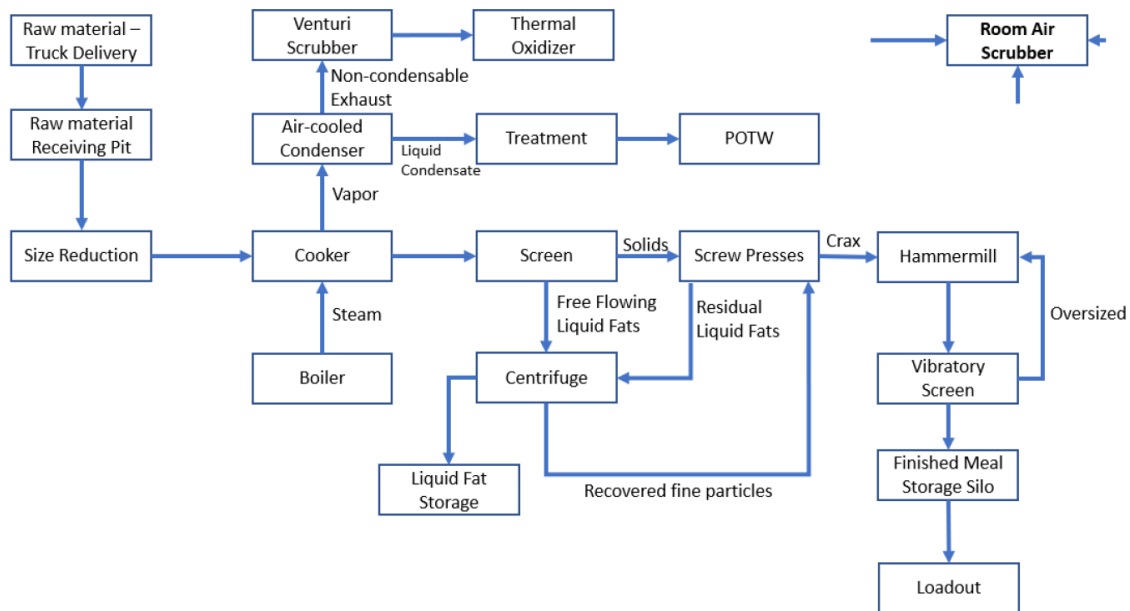 Raw material –
Truck Delivery
Venturi
Scrubber
Thermal
Oxidizer
Room Air
Scrubber
Non-condensable
Exhaust
Raw material
Receiving Pit
Air-cooled
Condenser
Liquid
Condensate
Treatment
POTW
Vapor
Size Reduction
Cooker
Screen
Solids
Screw Presses
Crax
Hammermill
Steam
Free Flowing
Liquid Fats
Residual
Liquid Fats
Oversized
Boiler
Centrifuge
Vibratory
Screen
Liquid Fat
Storage
Recovered fine particles
Finished Meal
Storage Silo
Loadout